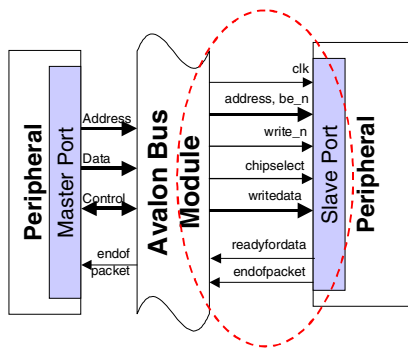 Peripheral
Master Port
Address
Data
Control
endof
packet
Avalon Bus
Module
clk
address, be_n
write_n
chipselect
writedata
readyfordata
endofpacket
Slave Port
Peripheral